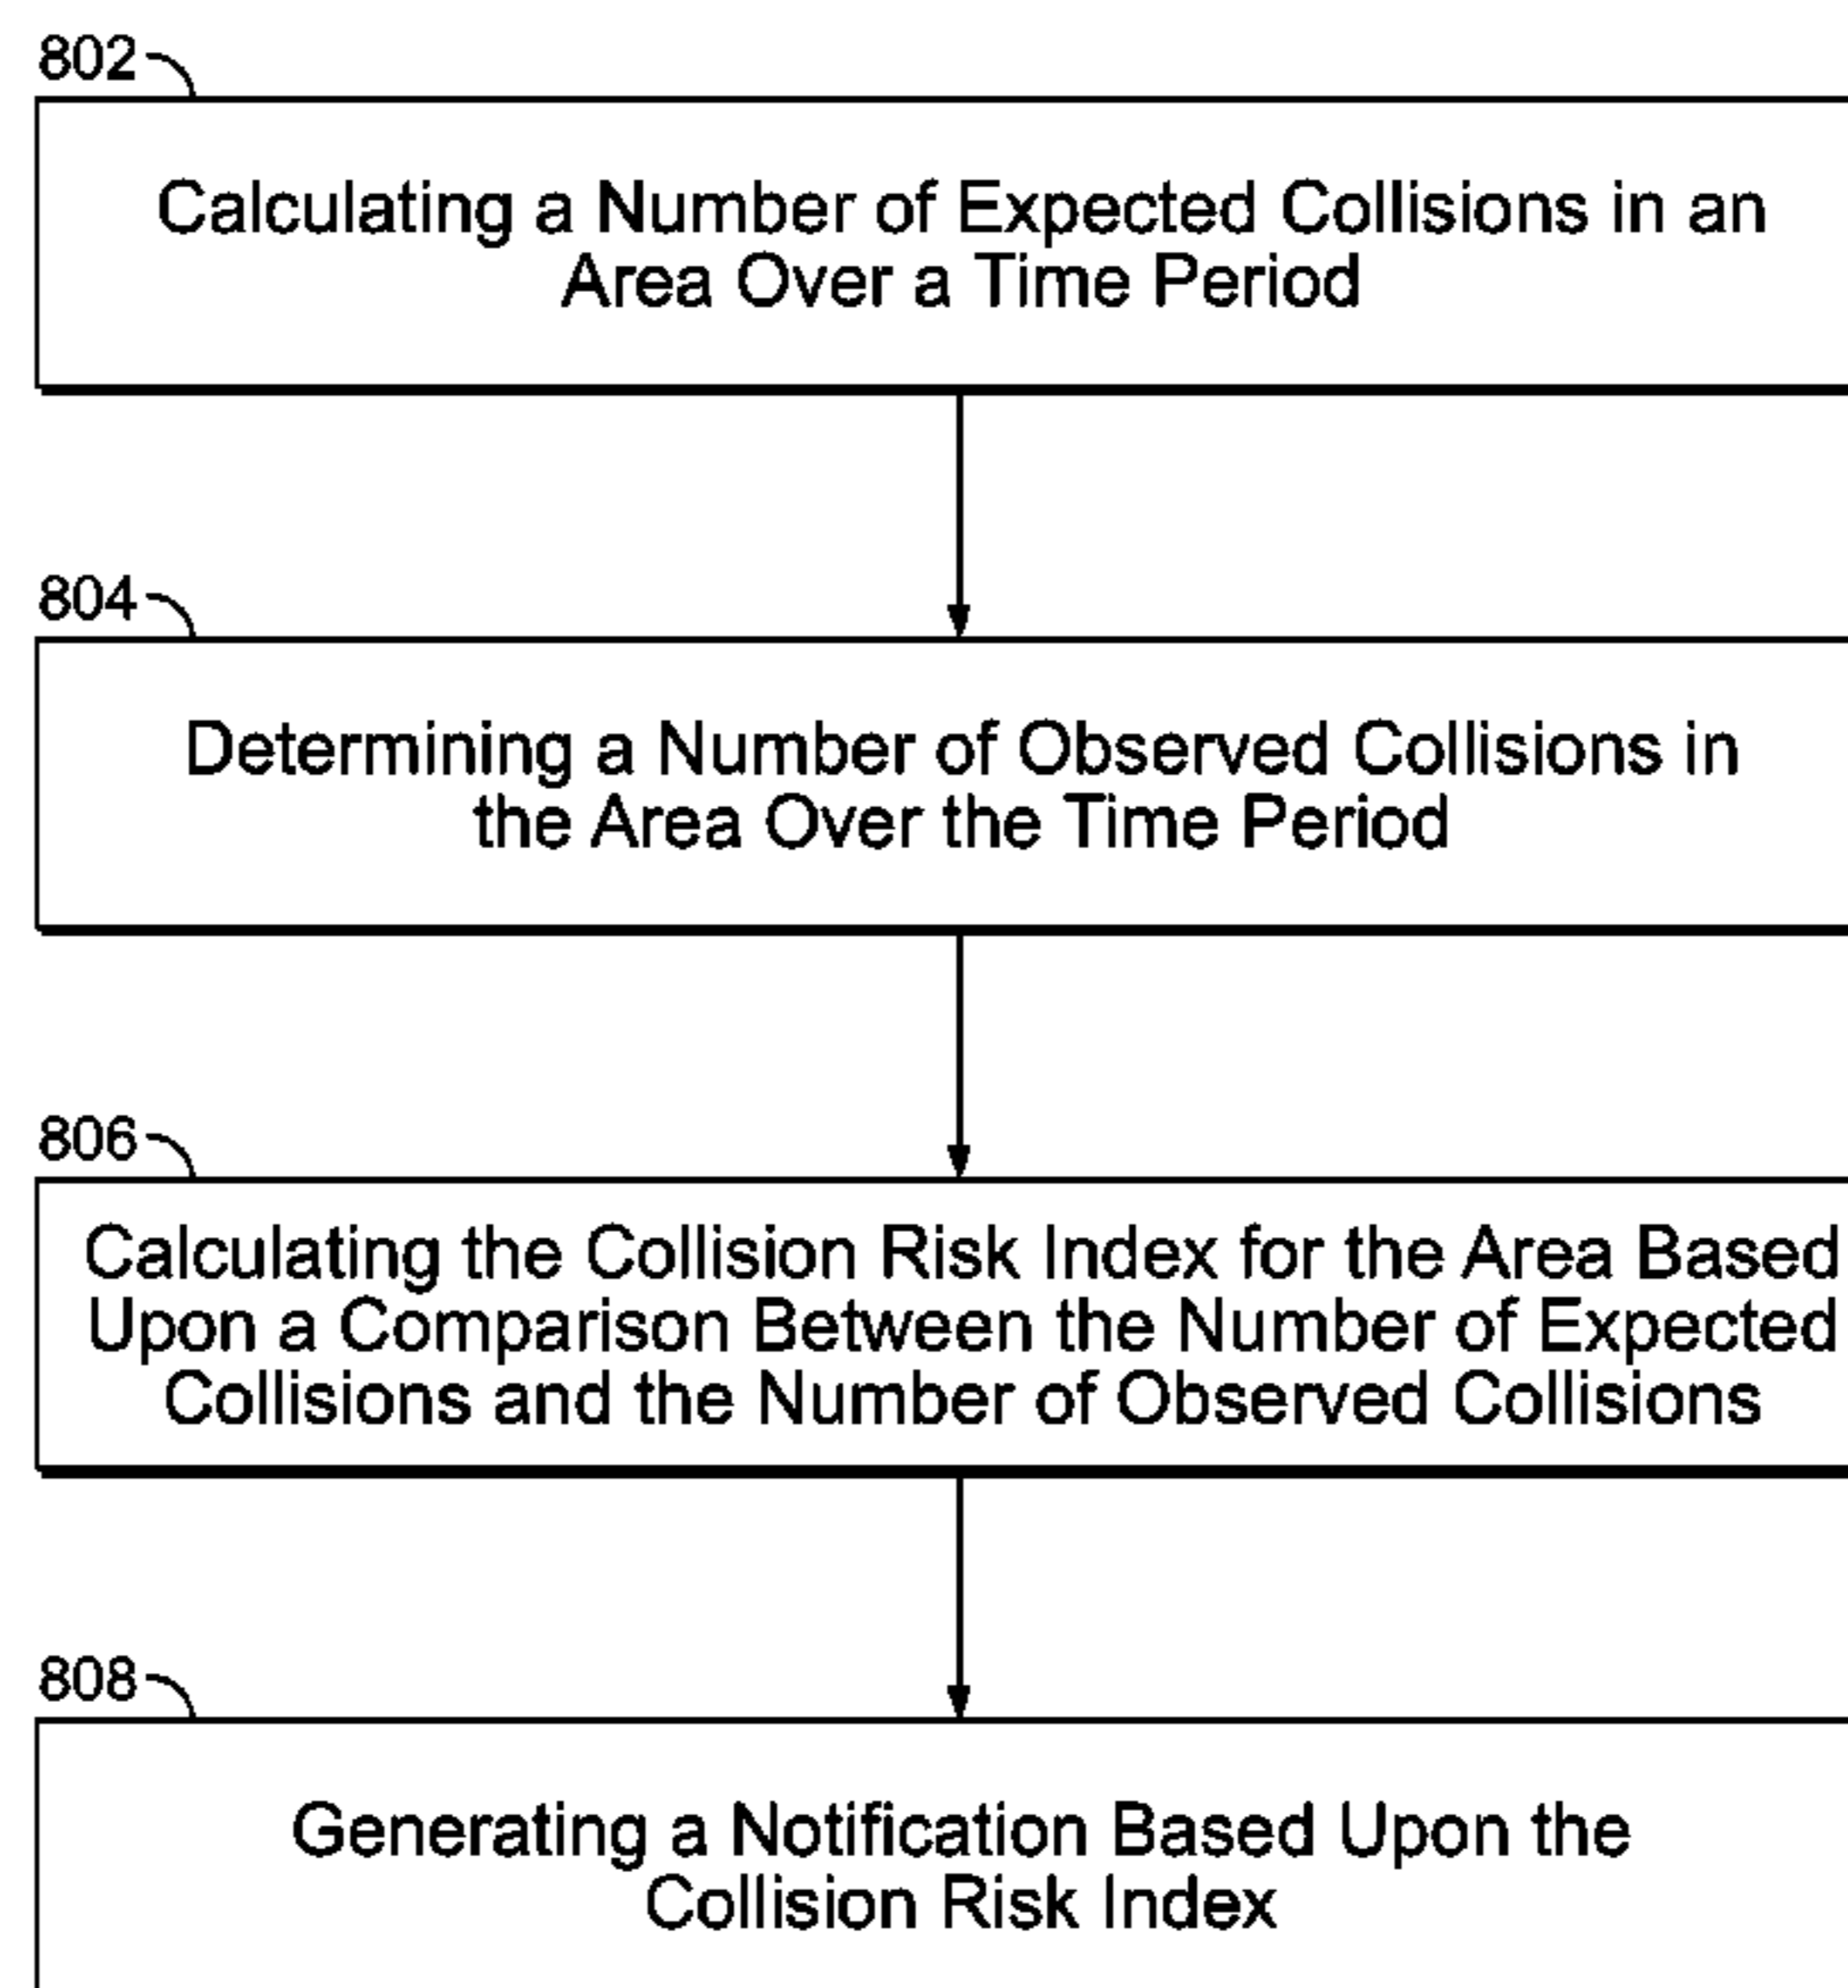 802
Calculating a Number of Expected Collisions in an
Area Over a Time Period
804
Determining a Number of Observed Collisions in
the Area Over the Time Period
806
Calculating the Collision Risk Index for the Area Based
Upon a Comparison Between the Number of Expected
Collisions and the Number of Observed Collisions
808
Generating a Notification Based Upon the
Collision Risk Index